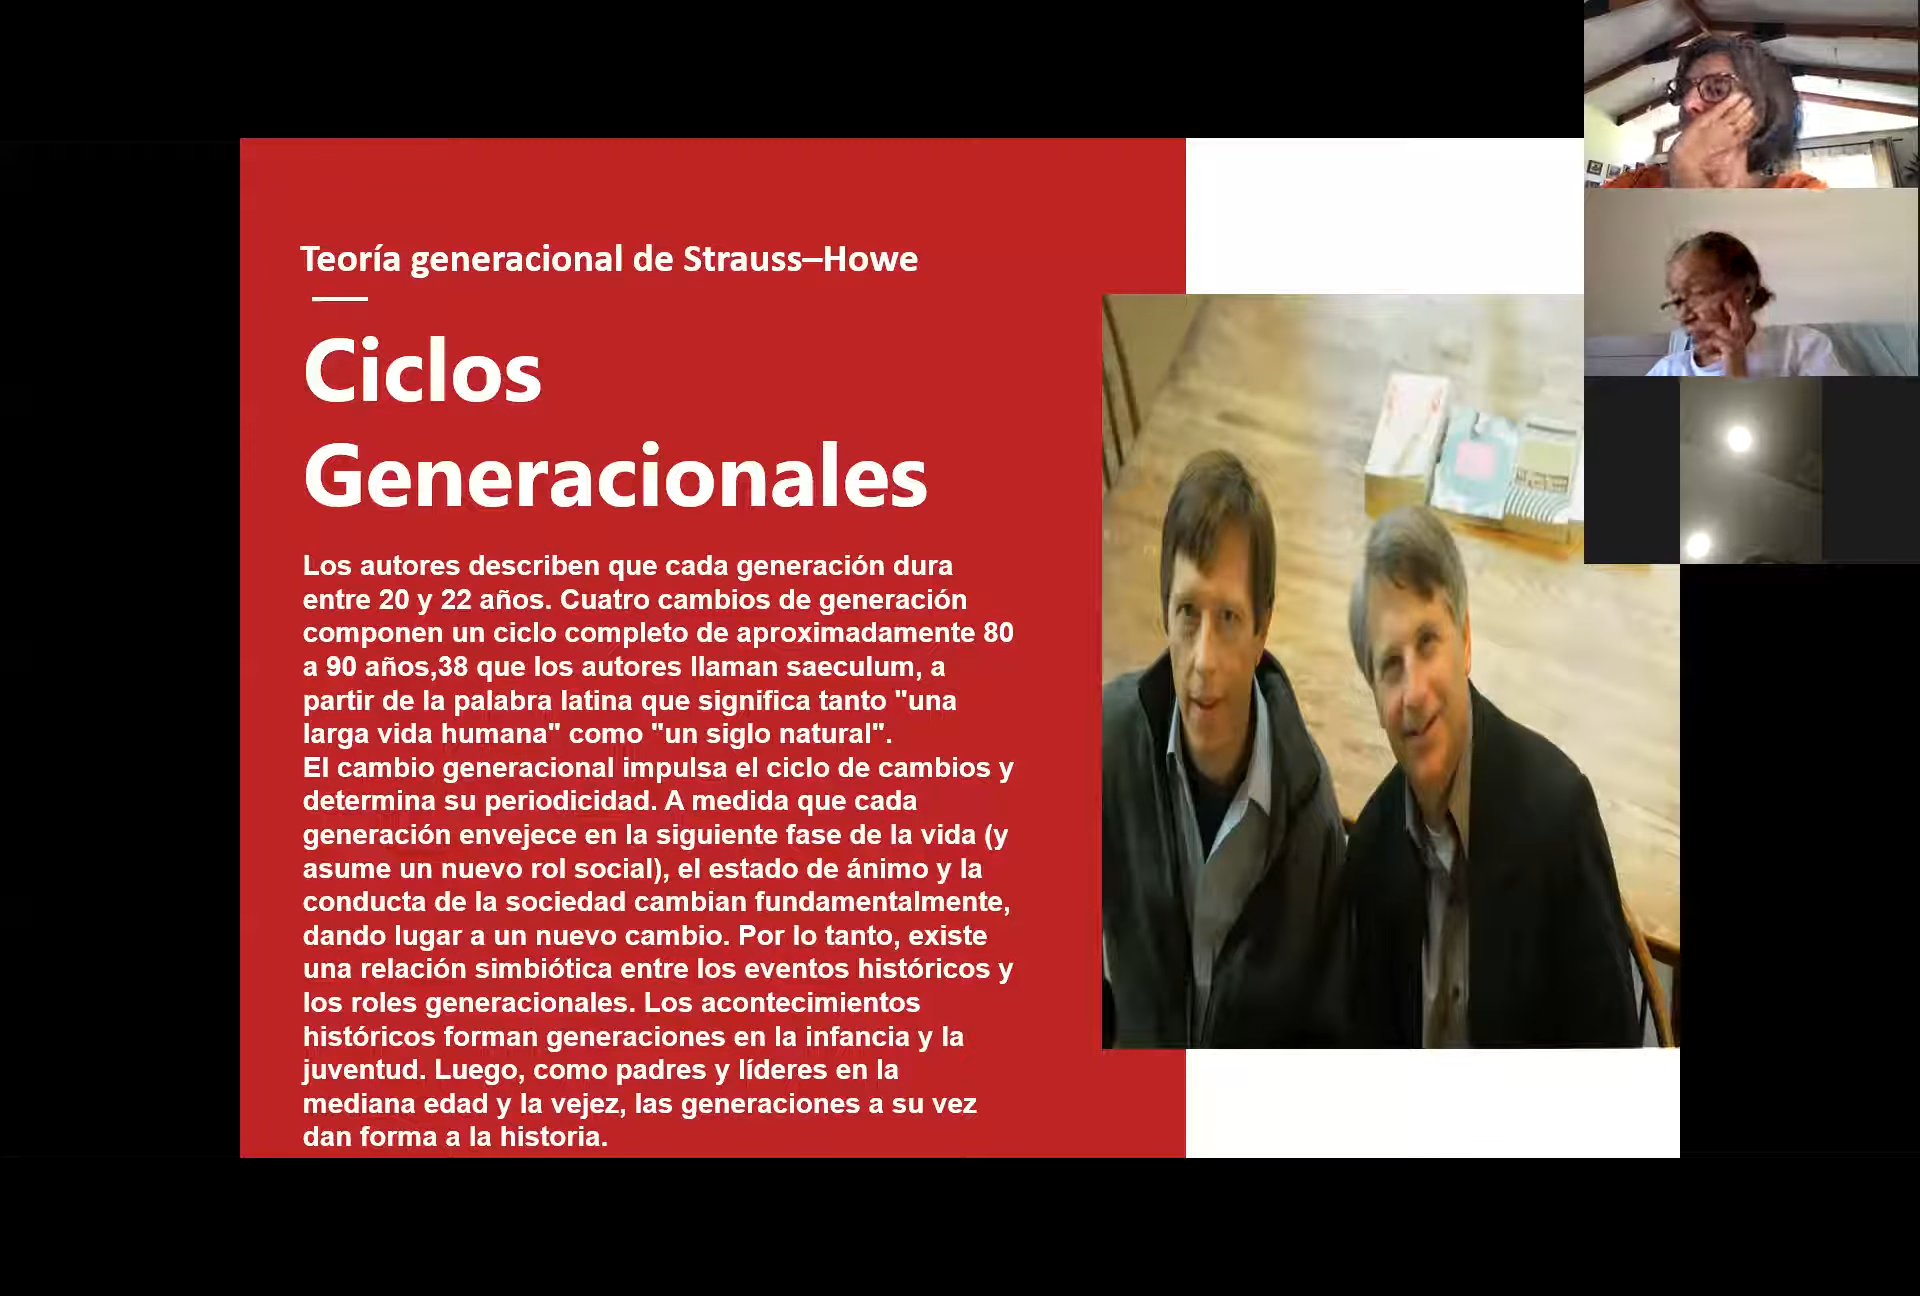 Teoría generacional de Strauss–Howe
Ciclos
Generacionales
Los autores describen que cada generación dura
entre 20 y 22 años. Cuatro cambios de generación
componen un ciclo completo de aproximadamente 80
a 90 años,38 que los autores llaman saeculum, a
partir de la palabra latina que significa tanto "una
larga vida humana" como "un siglo natural".
El cambio generacional impulsa el ciclo de cambios y
determina su periodicidad. A medida que cada
generación envejece en la siguiente fase de la vida (y
asume un nuevo rol social), el estado de ánimo y la
conducta de la sociedad cambian fundamentalmente,
dando lugar a un nuevo cambio. Por lo tanto, existe
una relación simbiótica entre los eventos históricos y
los roles generacionales. Los acontecimientos
históricos forman generaciones en la infancia y la
juventud. Luego, como padres y líderes en la
mediana edad y la vejez, las generaciones a su vez
dan forma a la historia.